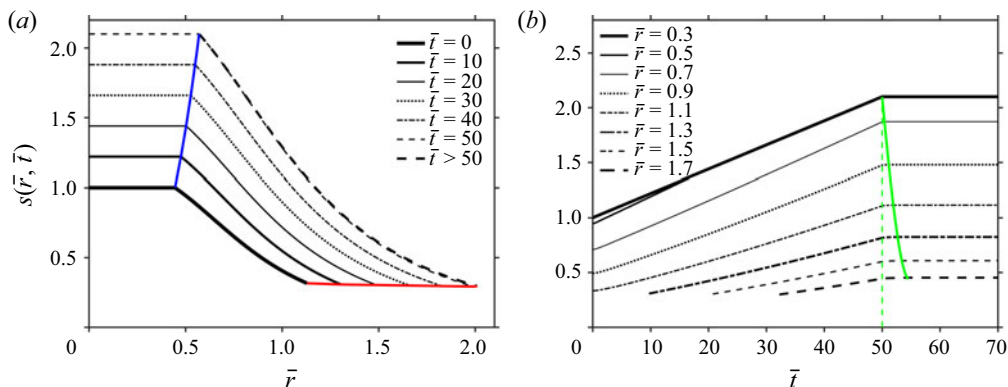 (a)
2.0
1.5
1.0
0.5
0
0.5
1.0
1.5
2.0
s(r̄, t̄)
r̄
t̄ = 0
t̄ = 10
t̄ = 20
t̄ = 30
t̄ = 40
t̄ = 50
t̄ > 50
(b)
2.5
2.0
1.5
1.0
0.5
0
10
20
30
40
50
60
70
t̄
r̄ = 0.3
r̄ = 0.5
r̄ = 0.7
r̄ = 0.9
r̄ = 1.1
r̄ = 1.3
r̄ = 1.5
r̄ = 1.7